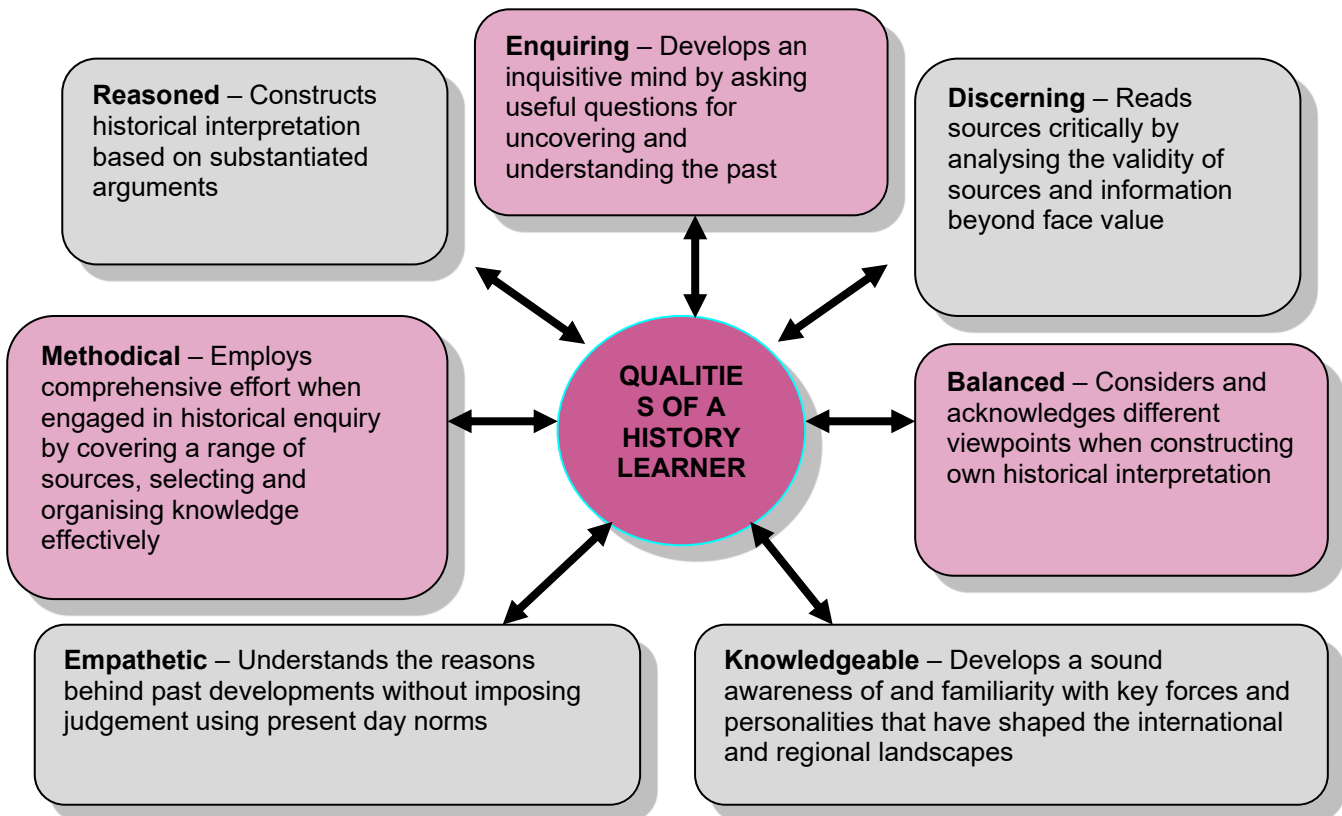 Enquiring – Develops an
inquisitive mind by asking
useful questions for
uncovering and
understanding the past
Reasoned – Constructs
historical interpretation
based on substantiated
arguments
Discerning – Reads
sources critically by
analysing the validity of
sources and information
beyond face value
Methodical – Employs
comprehensive effort when
engaged in historical enquiry
by covering a range of
sources, selecting and
organising knowledge
effectively
QUALITIE
S OF A
HISTORY
LEARNER
Balanced – Considers and
acknowledges different
viewpoints when constructing
own historical interpretation
Empathetic – Understands the reasons
behind past developments without imposing
judgement using present day norms
Knowledgeable – Develops a sound
awareness of and familiarity with key forces and
personalities that have shaped the international
and regional landscapes